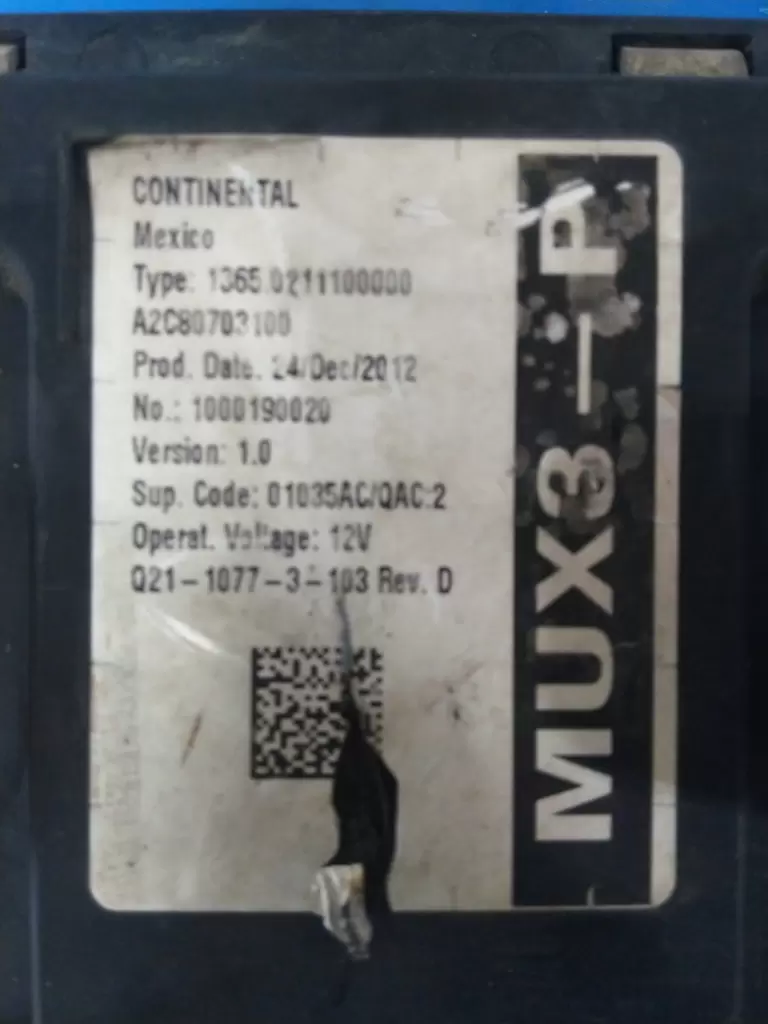 CONTINENTAL
Mexico
Type: 1365.0211100000
A2C80703100
Prod. Date. 24/Dec/2012
No.: 1000190020
Version: 1.0
Sup. Code: 01035AC/QAC:2
Operat. Voltage: 12V
Q21-1077-3-103 Rev. D
MUX3-P